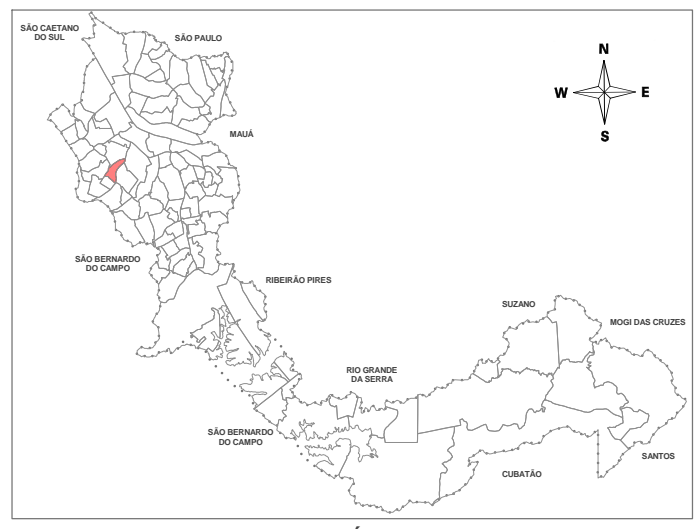 SÃO CAETANO
DO SUL
SÃO PAULO
N
W
E
S
MAUÁ
SÃO BERNARDO
DO CAMPO
RIBEIRÃO PIRES
SUZANO
MOGI DAS CRUZES
RIO GRANDE
DA SERRA
SÃO BERNARDO
DO CAMPO
SANTOS
CUBATÃO